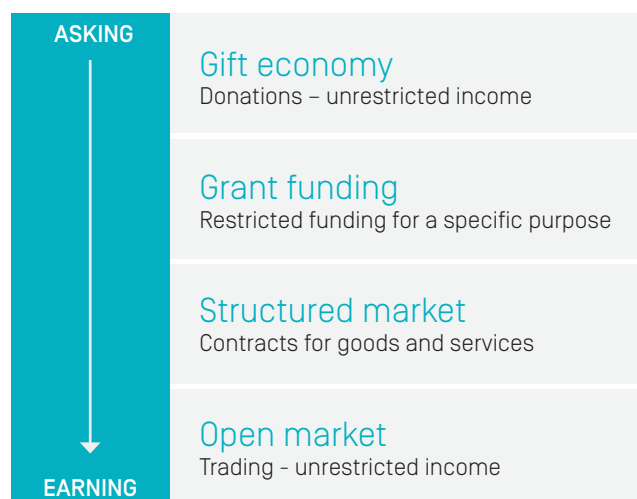 ASKING
Gift economy
Donations – unrestricted income
Grant funding
Restricted funding for a specific purpose
Structured market
Contracts for goods and services
Open market
Trading - unrestricted income
EARNING